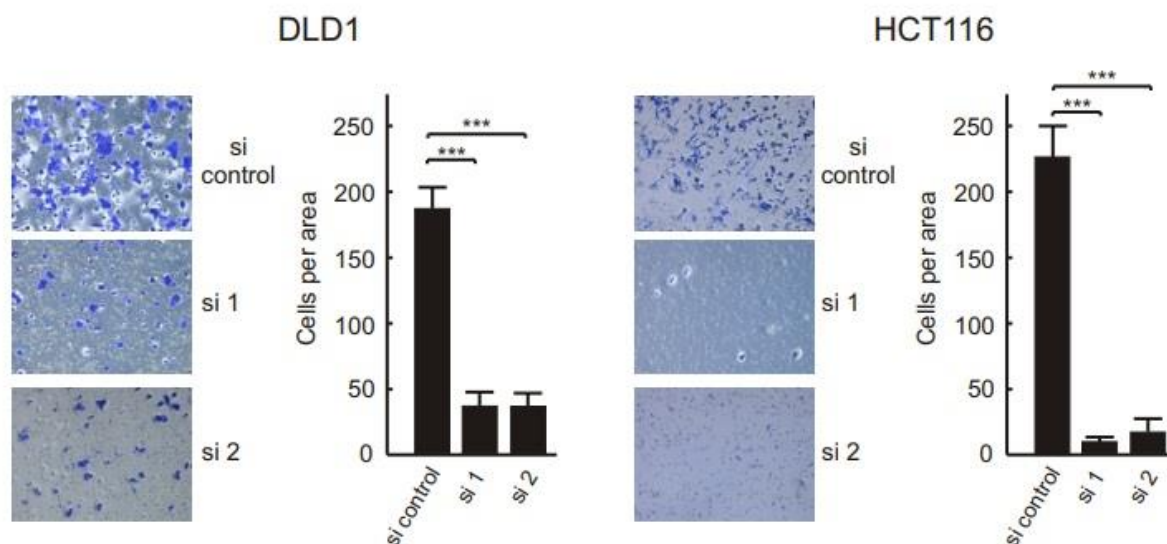 DLD1
si
control
si 1
si 2
Cells per area
250
200
150
100
50
0
***
***
si control
si 1
si 2
HCT116
si
control
si 1
si 2
Cells per area
250
200
150
100
50
0
***
***
si control
si 1
si 2